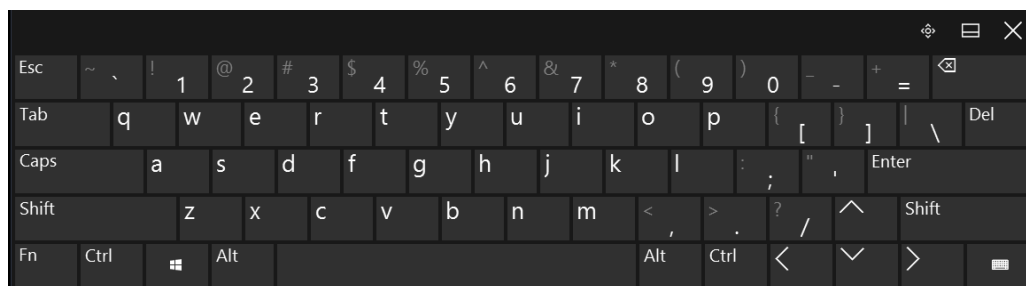 Esc ~ ` ! 1 @ 2 # 3 $ 4 % 5 ^ 6 & 7 * 8 ( 9 ) 0 _ - + =
Tab q w e r t y u i o p { [ } ] | \ Del
Caps a s d f g h j k l : ; " ' Enter
Shift z x c v b n m < , > . ? / Shift
Fn Ctrl Alt Alt Ctrl